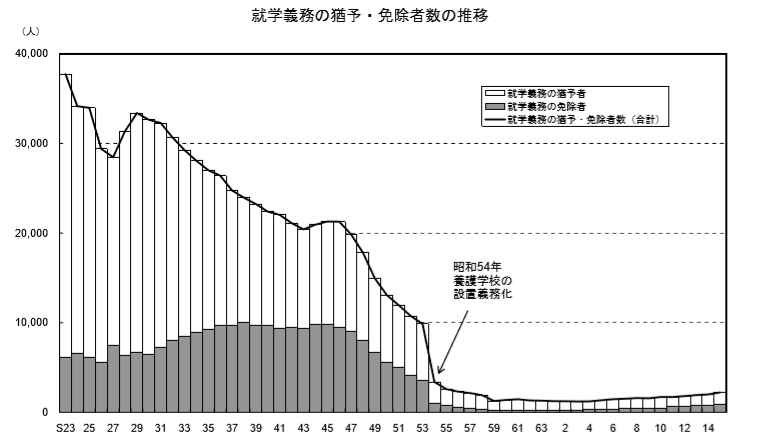 就学義務の猶予・免除者数の推移
（人）
40,000
30,000
20,000
10,000
0
就学義務の猶予者
就学義務の免除者
就学義務の猶予・免除者数（合計）
昭和54年
養護学校の
設置義務化
S23 25 27 29 31 33 35 37 39 41 43 45 47 49 51 53 55 57 59 61 63 2 4 6 8 10 12 14